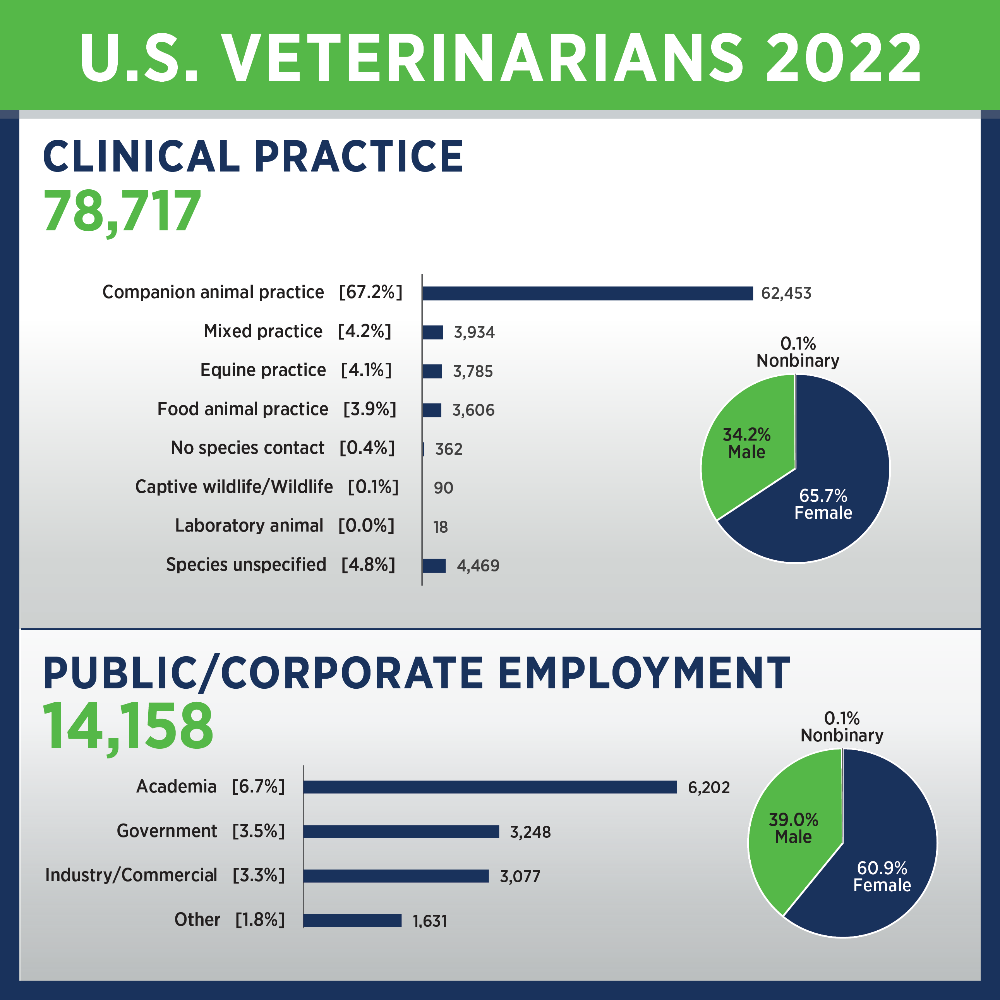 U.S. VETERINARIANS 2022
CLINICAL PRACTICE
78,717
Companion animal practice [67.2%] 62,453
Mixed practice [4.2%] 3,934
Equine practice [4.1%] 3,785
Food animal practice [3.9%] 3,606
No species contact [0.4%] 362
Captive wildlife/Wildlife [0.1%] 90
Laboratory animal [0.0%] 18
Species unspecified [4.8%] 4,469
0.1%
Nonbinary
34.2%
Male
65.7%
Female
PUBLIC/CORPORATE EMPLOYMENT
14,158
Academia [6.7%] 6,202
Government [3.5%] 3,248
Industry/Commercial [3.3%] 3,077
Other [1.8%] 1,631
0.1%
Nonbinary
39.0%
Male
60.9%
Female